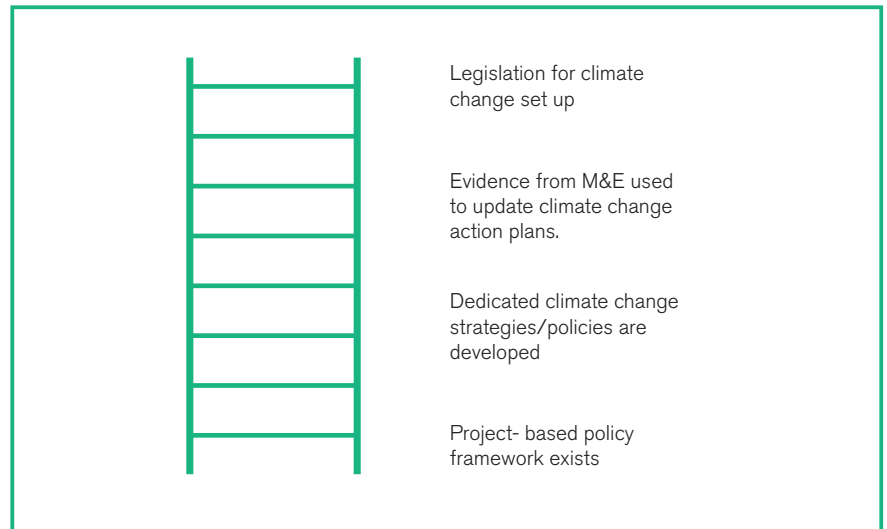 Legislation for climate
change set up
Evidence from M&E used
to update climate change
action plans.
Dedicated climate change
strategies/policies are
developed
Project- based policy
framework exists